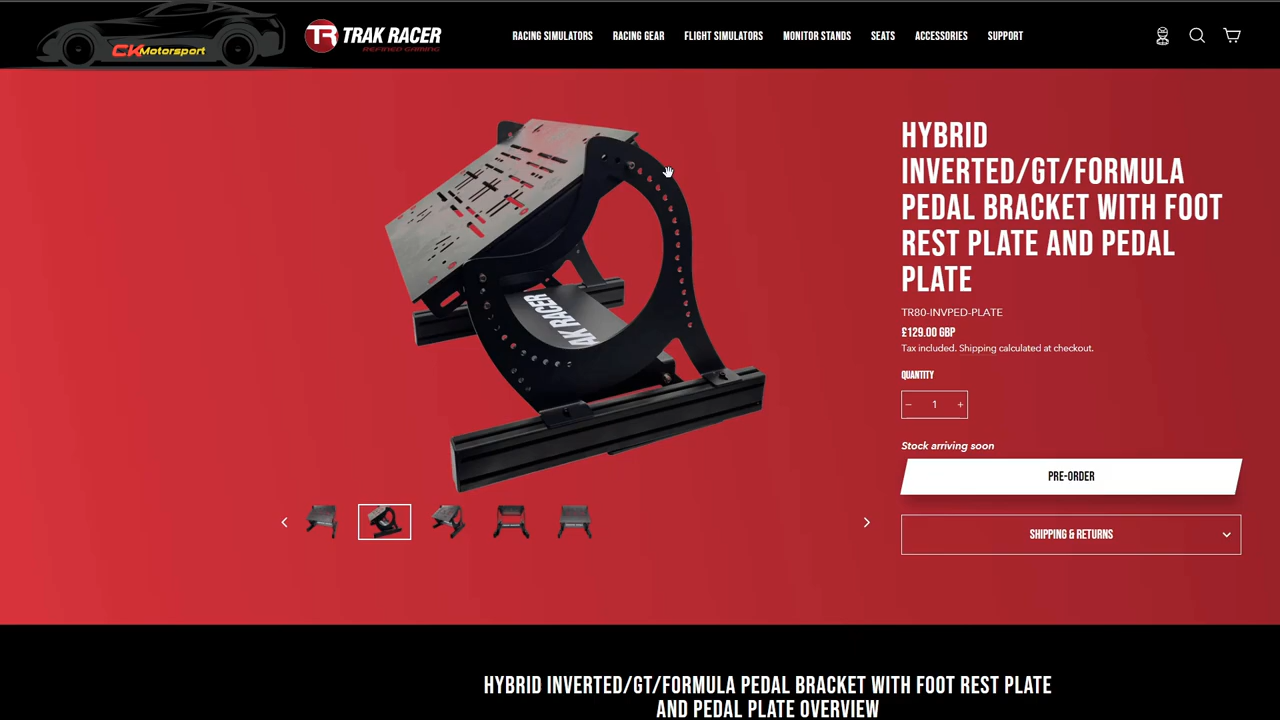 CKMotorsport
TR TRAK RACER
REFINED GAMING
RACING SIMULATORS
RACING GEAR
FLIGHT SIMULATORS
MONITOR STANDS
SEATS
ACCESSORIES
SUPPORT
AK RACER
HYBRID
INVERTED/GT/FORMULA
PEDAL BRACKET WITH FOOT
REST PLATE AND PEDAL
PLATE
TR80-INVPED-PLATE
£129.00 GBP
Tax included. Shipping calculated at checkout.
QUANTITY
− 1 +
Stock arriving soon
PRE-ORDER
SHIPPING & RETURNS
HYBRID INVERTED/GT/FORMULA PEDAL BRACKET WITH FOOT REST PLATE
AND PEDAL PLATE OVERVIEW